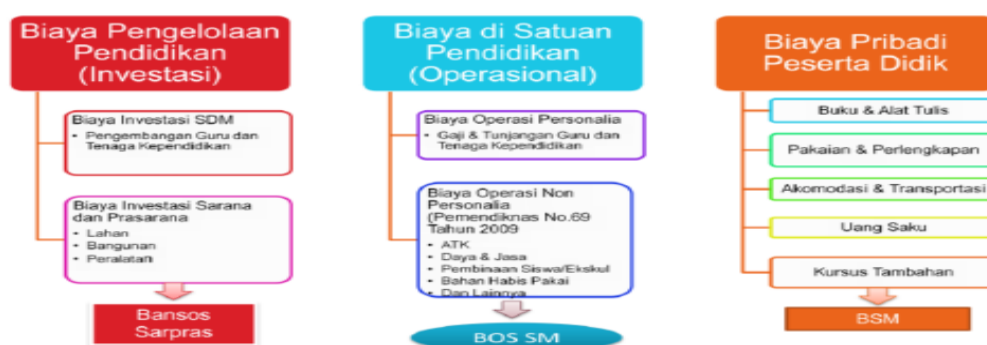 Biaya Pengelolaan
Pendidikan
(Investasi)
Biaya Investasi SDM
• Pengembangan Guru dan
Tenaga Kependidikan
Biaya Investasi Sarana
dan Prasarana
• Lahan
• Bangunan
• Peralatan
Bansos
Sarpras
Biaya di Satuan
Pendidikan
(Operasional)
Biaya Operasi Personalia
• Gaji & Tunjangan Guru dan
Tenaga Kependidikan
Biaya Operasi Non
Personalia
(Pemendiknas No.69
Tahun 2009
• ATK
• Daya & Jasa
• Pembinaan Siswa/Ekskul
• Bahan Habis Pakai
• Dan Lainnya
BOS SM
Biaya Pribadi
Peserta Didik
Buku & Alat Tulis
Pakaian & Perlengkapan
Akomodasi & Transportasi
Uang Saku
Kursus Tambahan
BSM